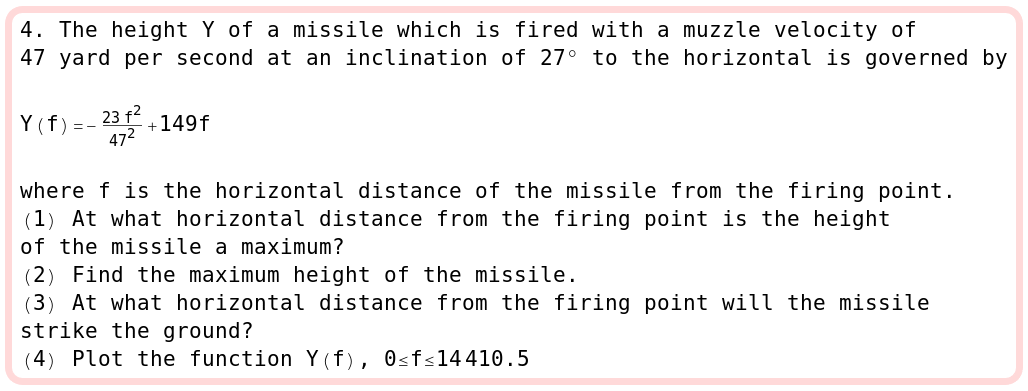 4. The height Y of a missile which is fired with a muzzle velocity of
47 yard per second at an inclination of 27° to the horizontal is governed by
Y(f)=-\frac{23 f^2}{47^2}+149f
where f is the horizontal distance of the missile from the firing point.
(1) At what horizontal distance from the firing point is the height
of the missile a maximum?
(2) Find the maximum height of the missile.
(3) At what horizontal distance from the firing point will the missile
strike the ground?
(4) Plot the function Y(f), 0≤f≤14410.5